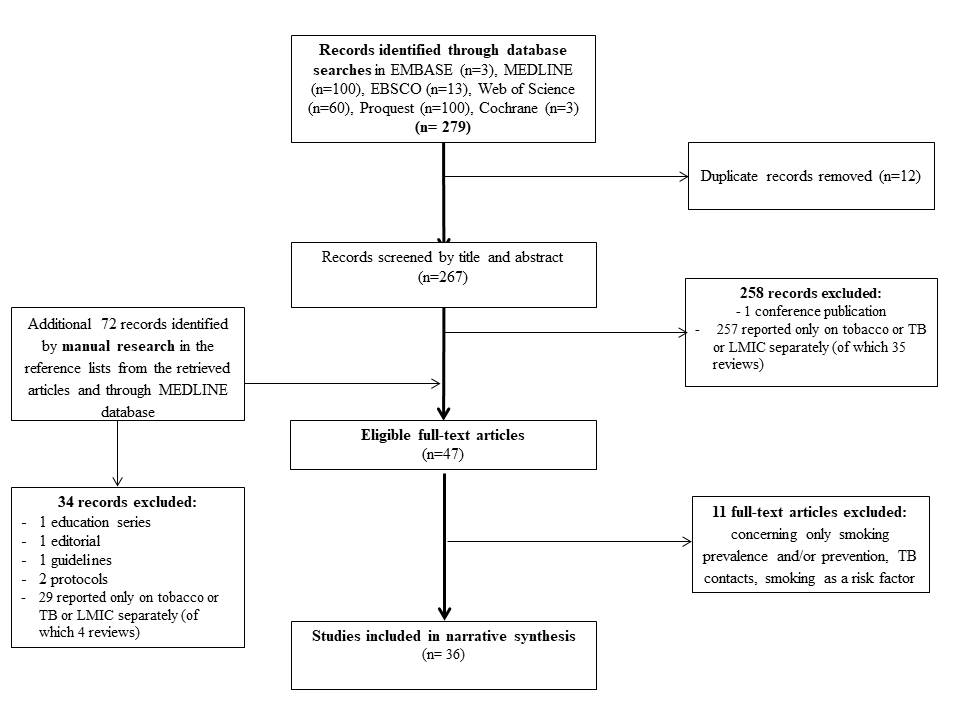 Records identified through database
searches in EMBASE (n=3), MEDLINE
(n=100), EBSCO (n=13), Web of Science
(n=60), Proquest (n=100), Cochrane (n=3)
(n= 279)
Duplicate records removed (n=12)
Records screened by title and abstract
(n=267)
258 records excluded:
- 1 conference publication
- 257 reported only on tobacco or TB
or LMIC separately (of which 35
reviews)
Additional 72 records identified
by manual research in the
reference lists from the retrieved
articles and through MEDLINE
database
Eligible full-text articles
(n=47)
34 records excluded:
- 1 education series
- 1 editorial
- 1 guidelines
- 2 protocols
- 29 reported only on tobacco or
TB or LMIC separately (of
which 4 reviews)
11 full-text articles excluded:
concerning only smoking
prevalence and/or prevention, TB
contacts, smoking as a risk factor
Studies included in narrative synthesis
(n= 36)